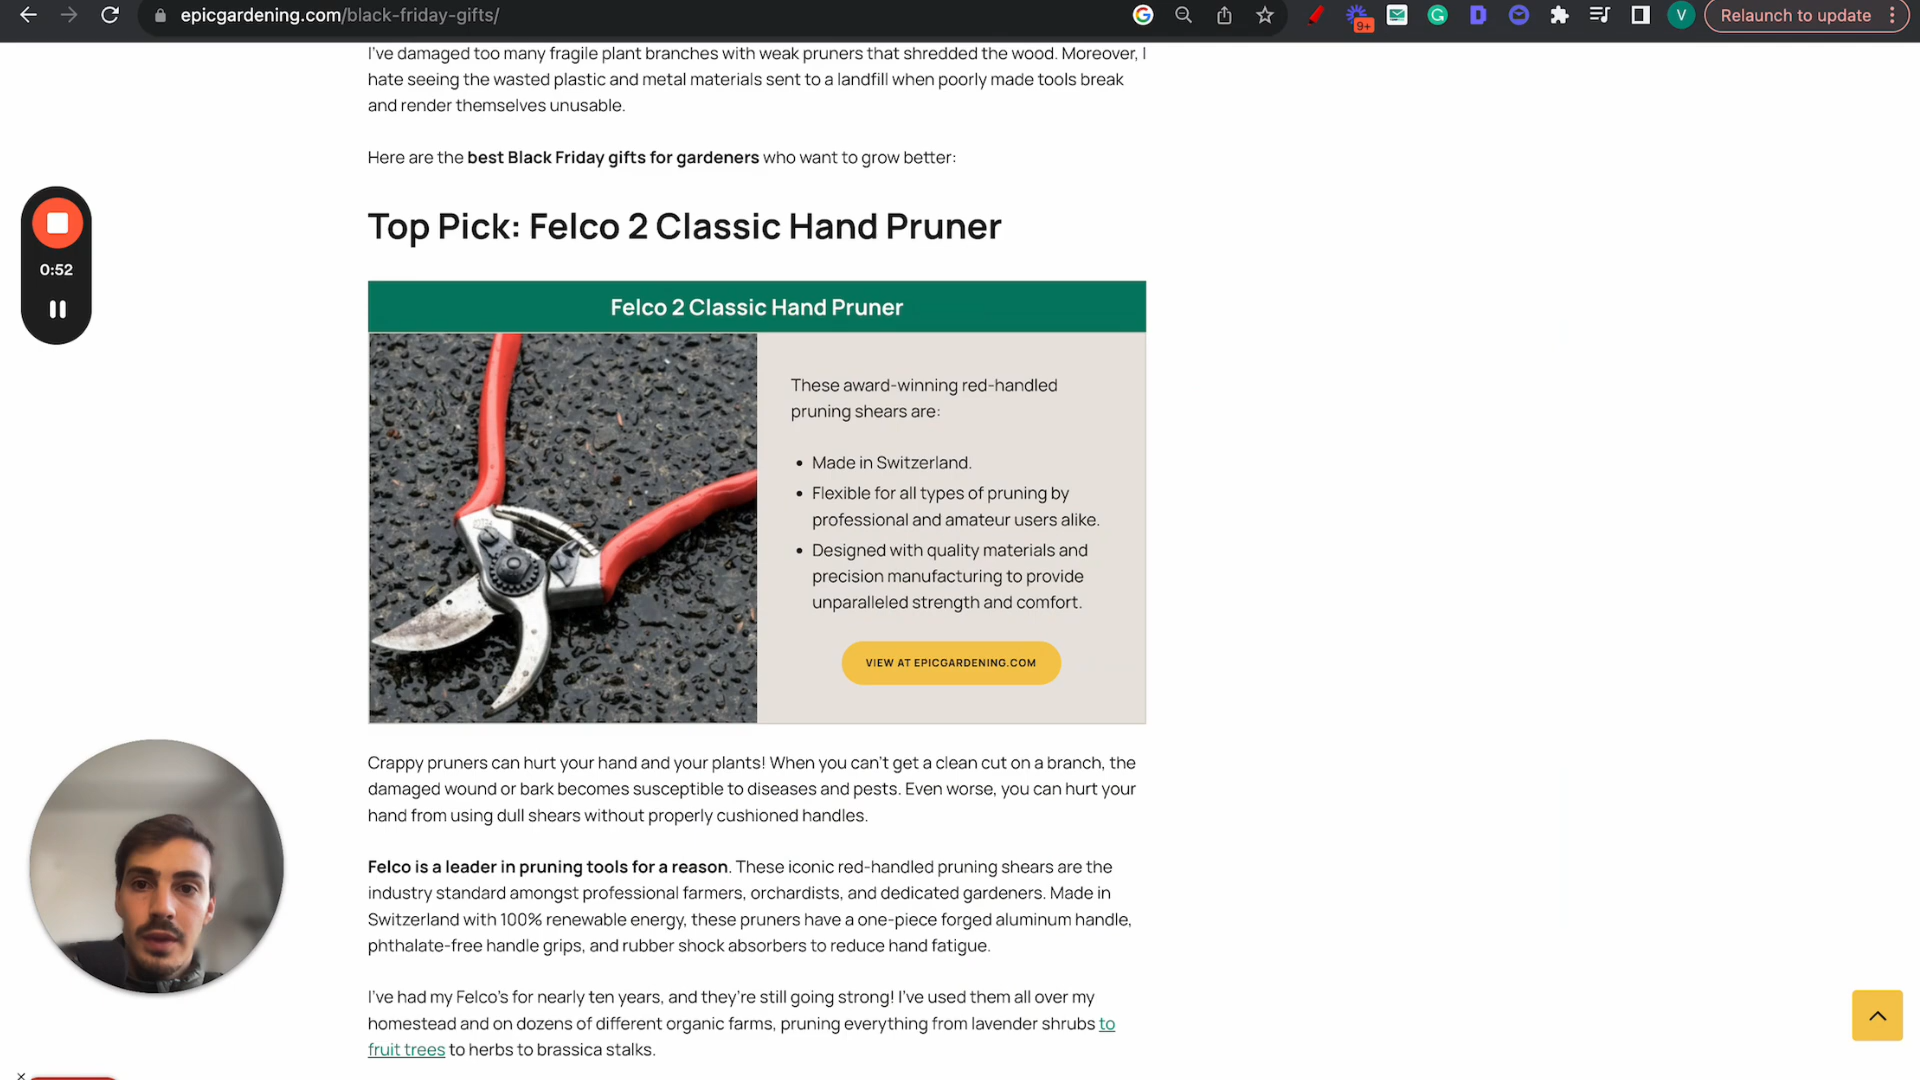 epicgardening.com/black-friday-gifts/
9+
V
Relaunch to update
I've damaged too many fragile plant branches with weak pruners that shredded the wood. Moreover, I
hate seeing the wasted plastic and metal materials sent to a landfill when poorly made tools break
and render themselves unusable.
Here are the best Black Friday gifts for gardeners who want to grow better:
Top Pick: Felco 2 Classic Hand Pruner
0:52
Felco 2 Classic Hand Pruner
These award-winning red-handled
pruning shears are:
• Made in Switzerland.
• Flexible for all types of pruning by
professional and amateur users alike.
• Designed with quality materials and
precision manufacturing to provide
unparalleled strength and comfort.
VIEW AT EPICGARDENING.COM
Crappy pruners can hurt your hand and your plants! When you can't get a clean cut on a branch, the
damaged wound or bark becomes susceptible to diseases and pests. Even worse, you can hurt your
hand from using dull shears without properly cushioned handles.
Felco is a leader in pruning tools for a reason. These iconic red-handled pruning shears are the
industry standard amongst professional farmers, orchardists, and dedicated gardeners. Made in
Switzerland with 100% renewable energy, these pruners have a one-piece forged aluminum handle,
phthalate-free handle grips, and rubber shock absorbers to reduce hand fatigue.
I've had my Felco's for nearly ten years, and they're still going strong! I've used them all over my
homestead and on dozens of different organic farms, pruning everything from lavender shrubs to
fruit trees to herbs to brassica stalks.